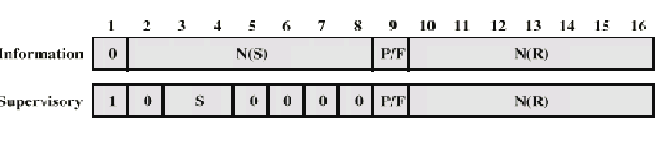 1 2 3 4 5 6 7 8 9 10 11 12 13 14 15 16
Information 0 N(S) P/F N(R)
Supervisory 1 0 S 0 0 0 0 P/F N(R)